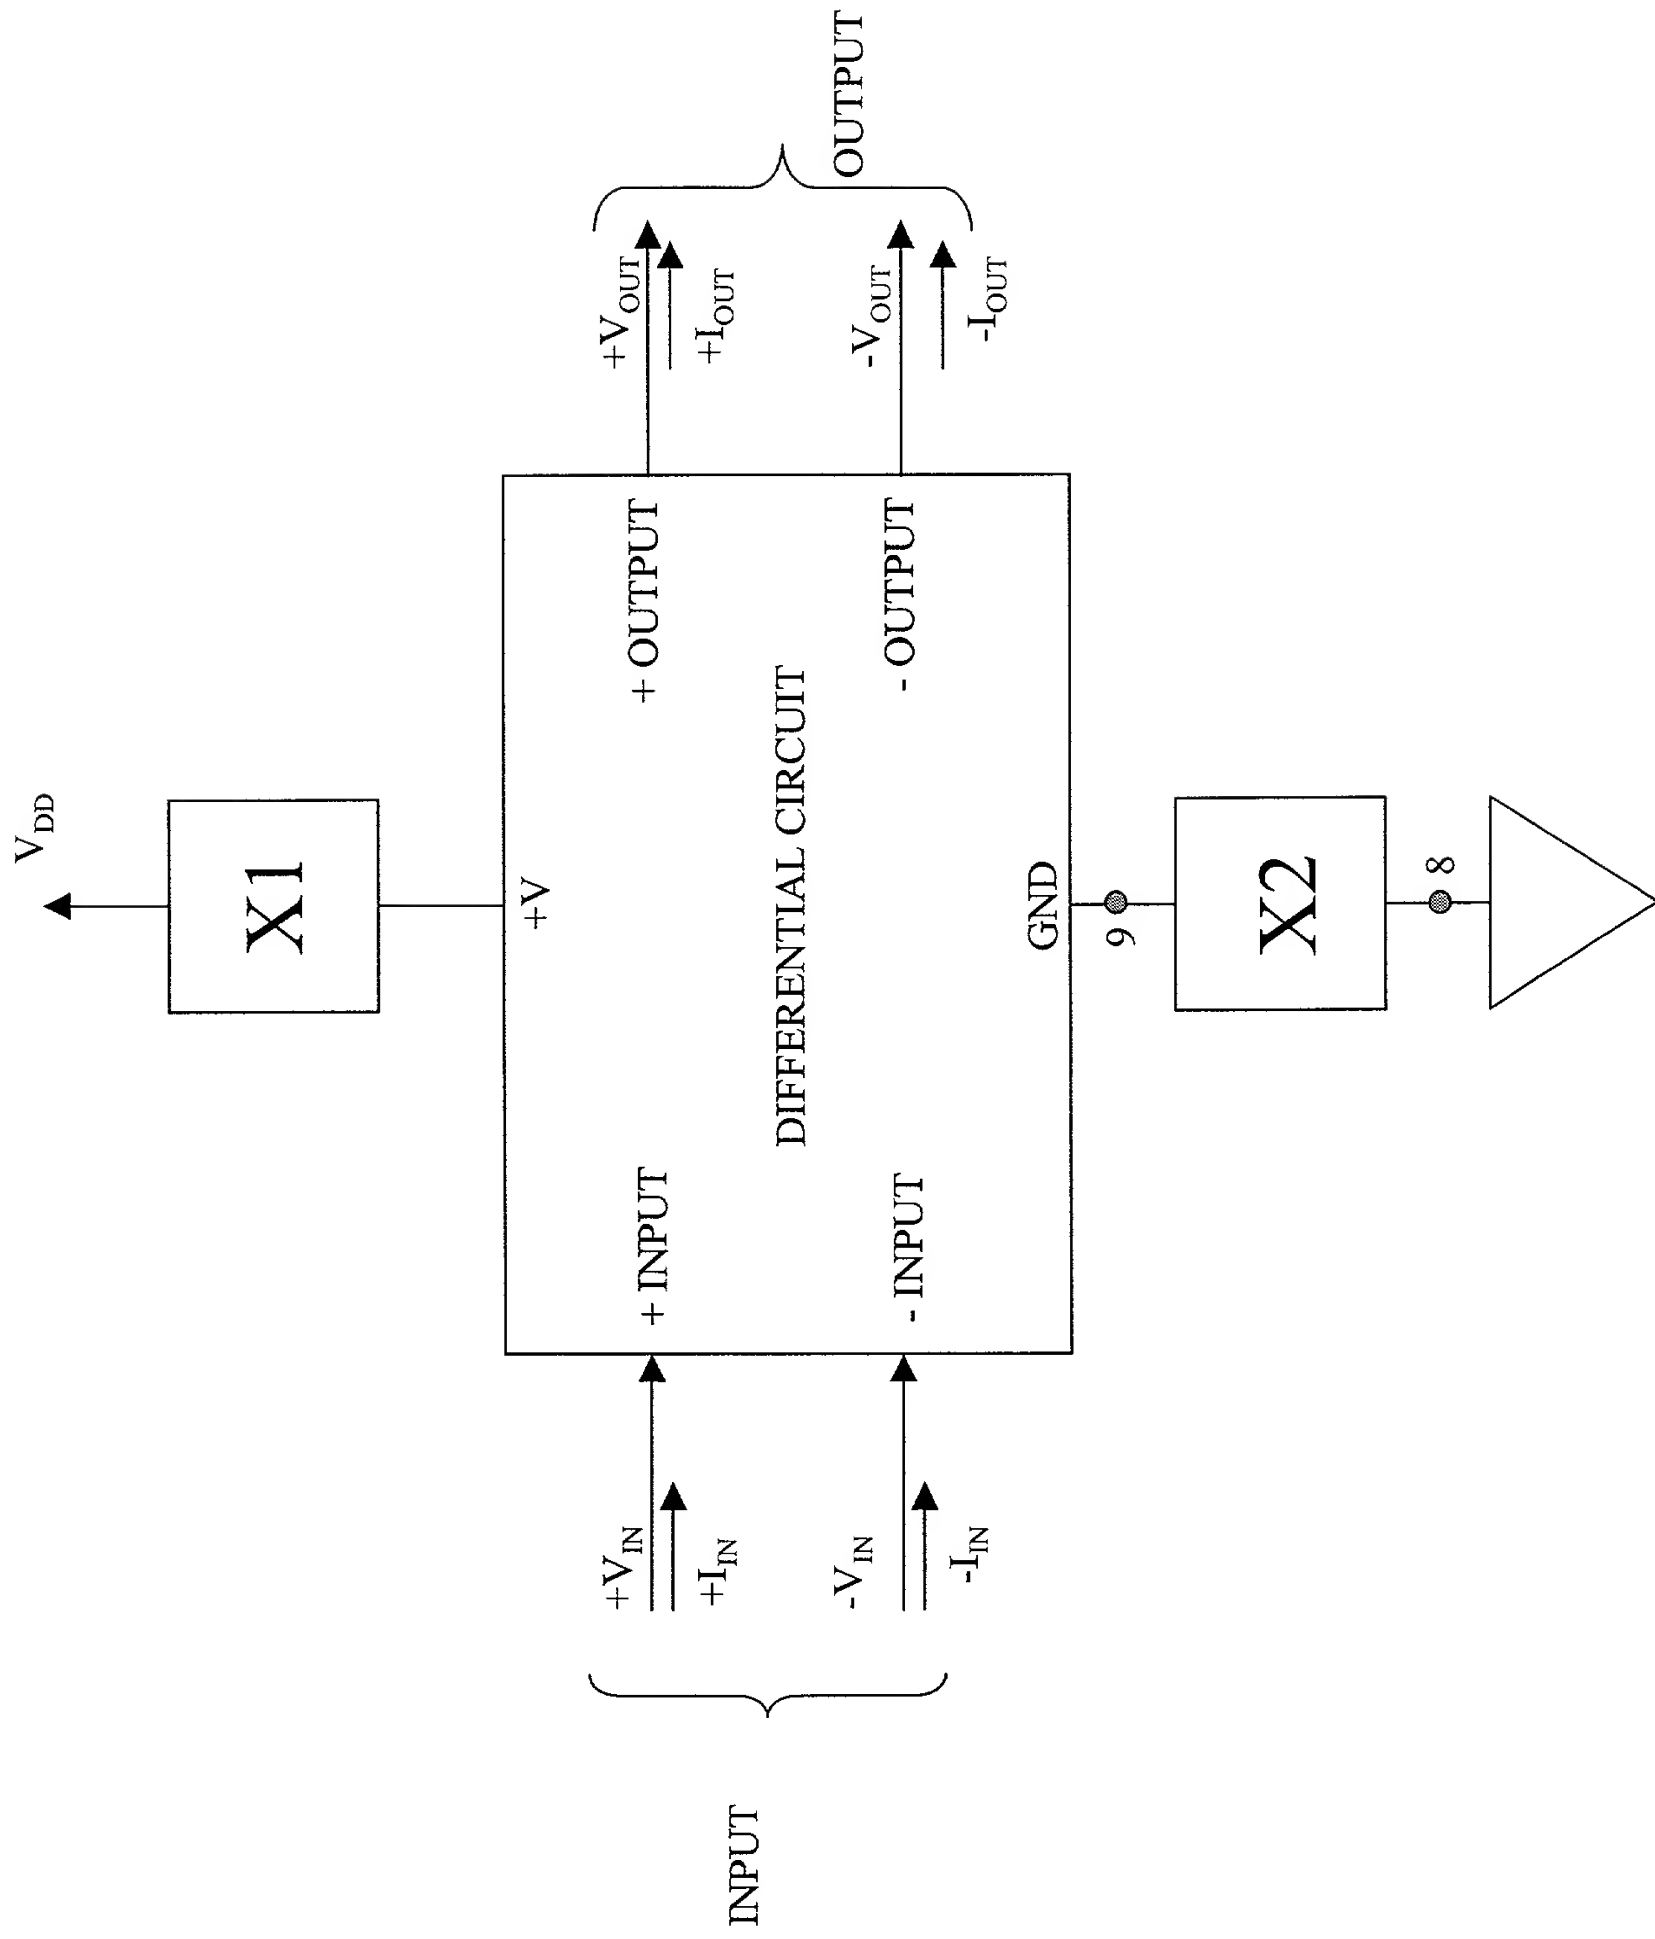 V_DD
X1
+V
INPUT
+V_IN
+I_IN
-V_IN
-I_IN
+ INPUT
- INPUT
DIFFERENTIAL CIRCUIT
+ OUTPUT
- OUTPUT
+V_OUT
+I_OUT
-V_OUT
-I_OUT
OUTPUT
GND
9
X2
8